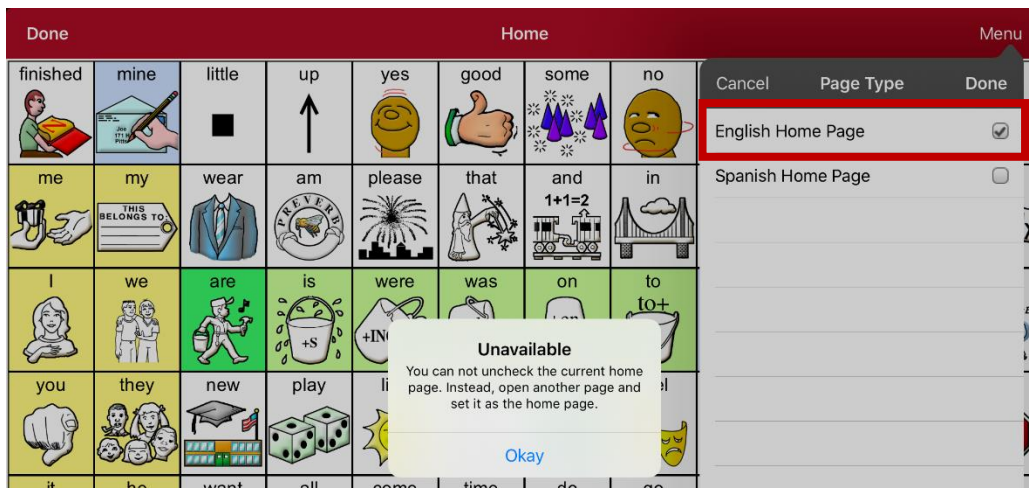 Done Home Menu
finished mine little up yes good some no
Cancel Page Type Done
English Home Page
me my wear am please that and in
Spanish Home Page
THIS
BELONGS TO:
PREVERB
1+1=2
I we are is were was on to
to+
+S
Unavailable
You can not uncheck the current home
page. Instead, open another page and
set it as the home page.
Okay
you they new play